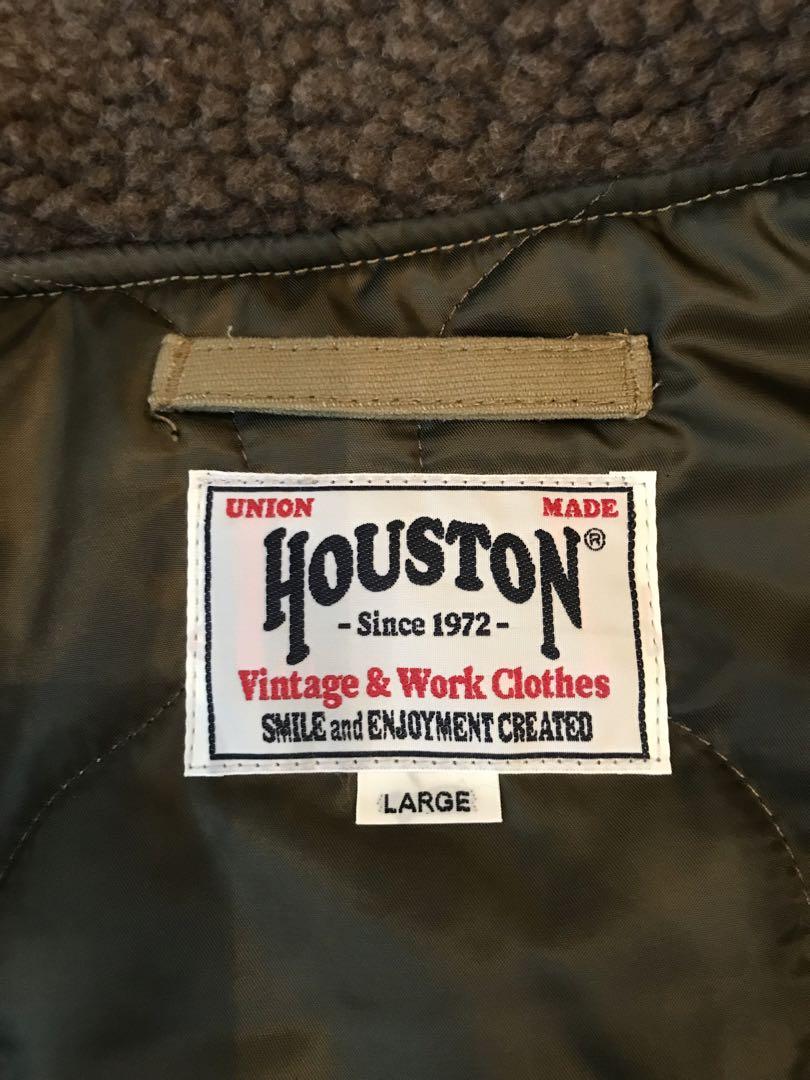 UNION MADE
HOUSTON®
- Since 1972 -
Vintage & Work Clothes
SMILE and ENJOYMENT CREATED
LARGE